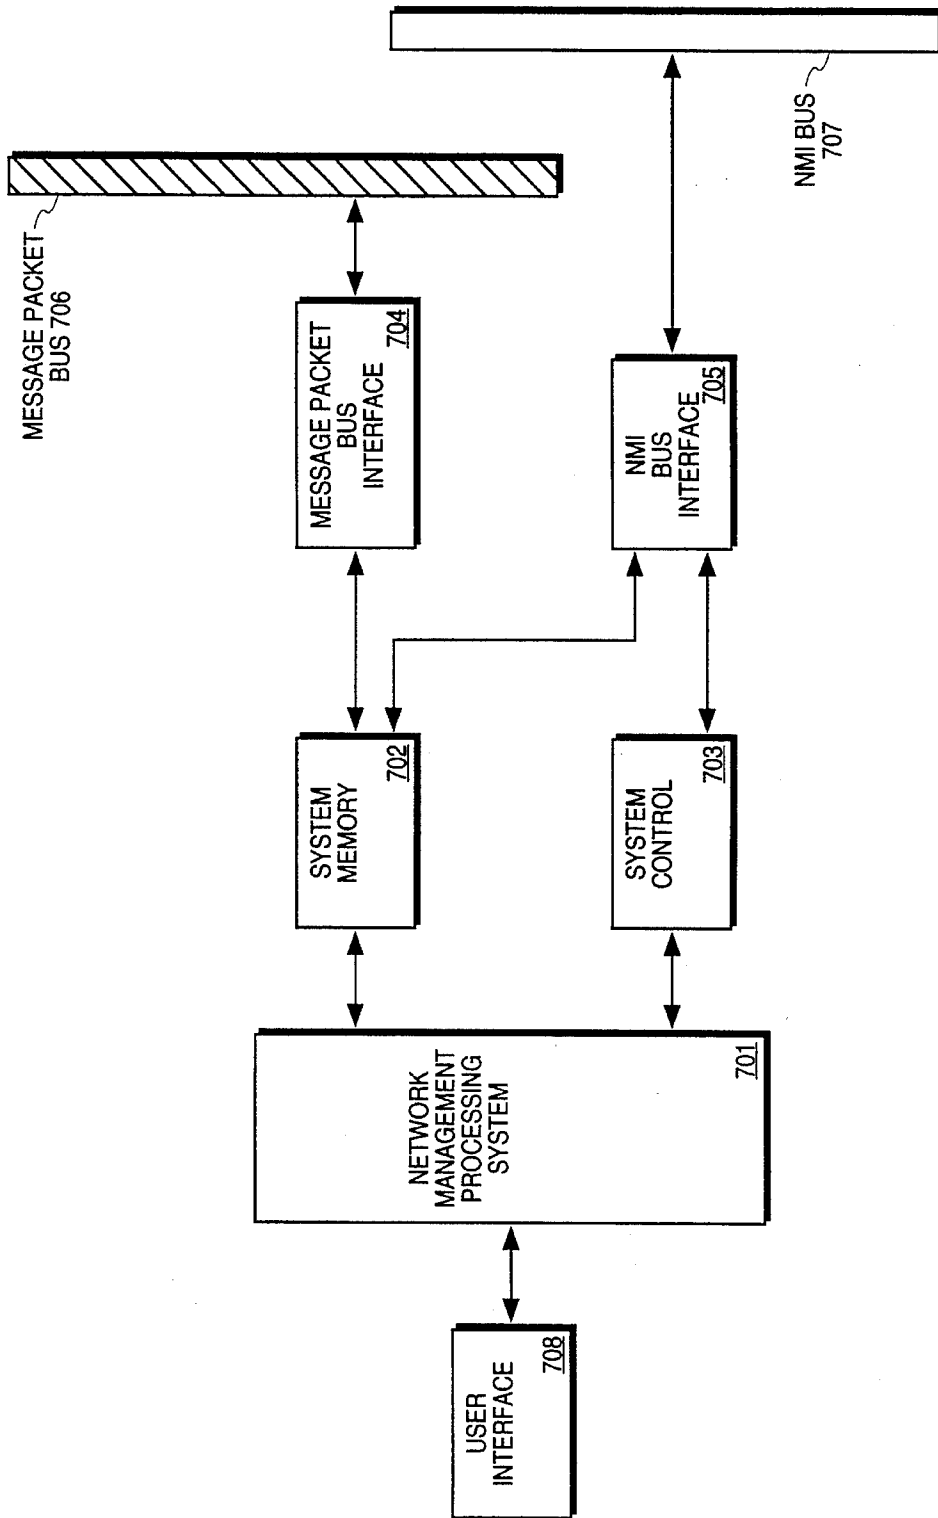 USER
INTERFACE
708
NETWORK
MANAGEMENT
PROCESSING
SYSTEM
701
SYSTEM
MEMORY
702
SYSTEM
CONTROL
703
MESSAGE PACKET
BUS
INTERFACE
704
NMI
BUS
INTERFACE
705
MESSAGE PACKET
BUS 706
NMI BUS
707